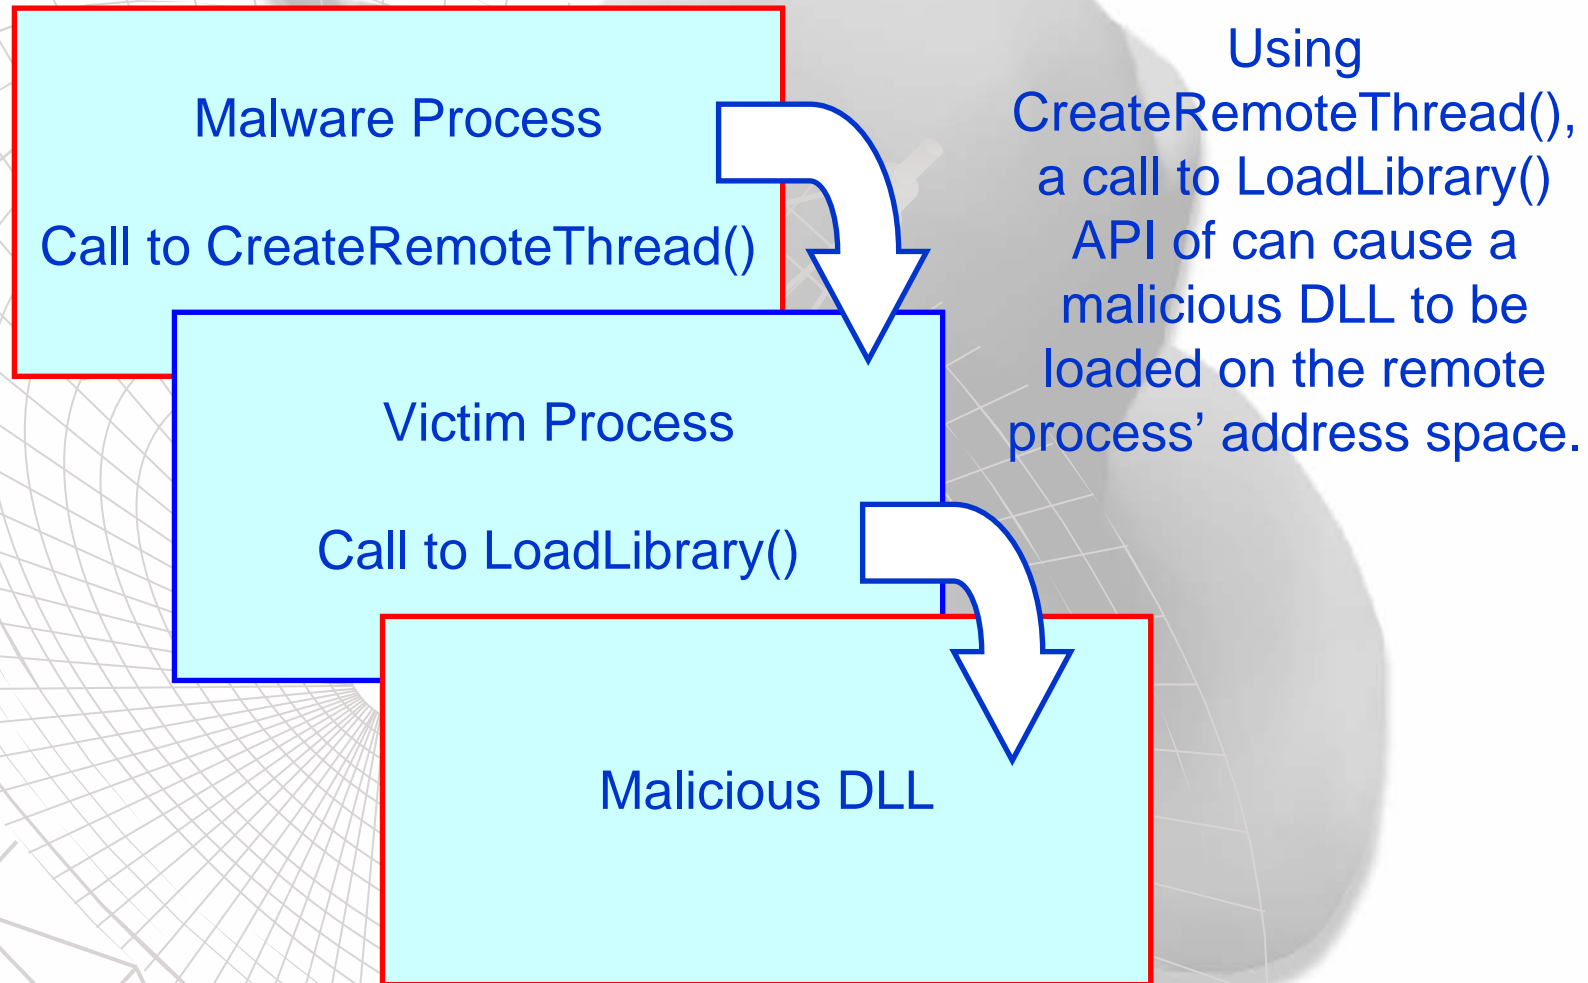 Malware Process
Call to CreateRemoteThread()
Victim Process
Call to LoadLibrary()
Malicious DLL
Using
CreateRemoteThread(),
a call to LoadLibrary()
API of can cause a
malicious DLL to be
loaded on the remote
process’ address space.